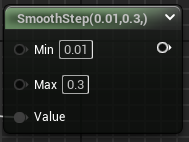 SmoothStep(0.01,0.3,)
Min 0.01
Max 0.3
Value